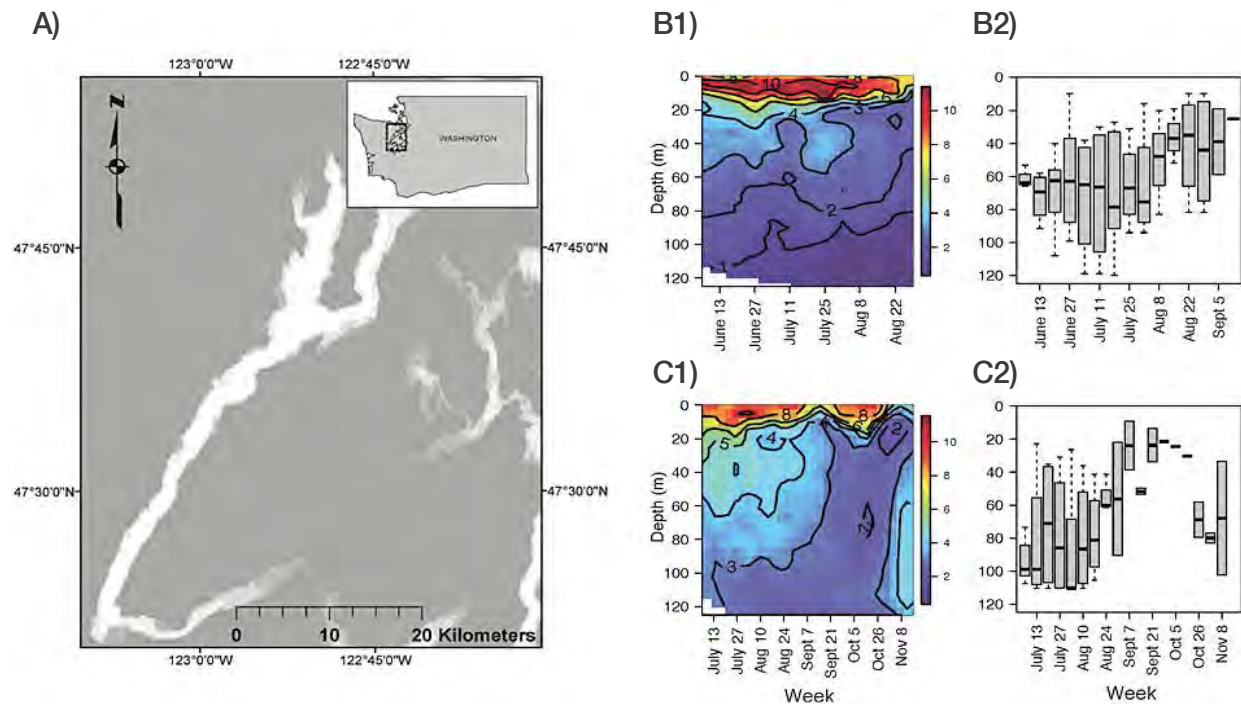 A)
123°0'0"W 122°45'0"W
Z
WASHINGTON
47°45'0"N 47°45'0"N
47°30'0"N 47°30'0"N
0 10 20 Kilometers
123°0'0"W 122°45'0"W
B1)
Depth (m)
0
20
40
60
80
100
120
8 10 8 6
4 3
2
1
10
8
6
4
2
June 13 June 27 July 11 July 25 Aug 8 Aug 22
B2)
0
20
40
60
80
100
120
June 13 June 27 July 11 July 25 Aug 8 Aug 22 Sept 5
C1)
Depth (m)
0
20
40
60
80
100
120
8 8 6
5 4 2
2
3
10
8
6
4
2
July 13 July 27 Aug 10 Aug 24 Sept 7 Sept 21 Oct 5 Oct 26 Nov 8
Week
C2)
0
20
40
60
80
100
120
July 13 July 27 Aug 10 Aug 24 Sept 7 Sept 21 Oct 5 Oct 26 Nov 8
Week